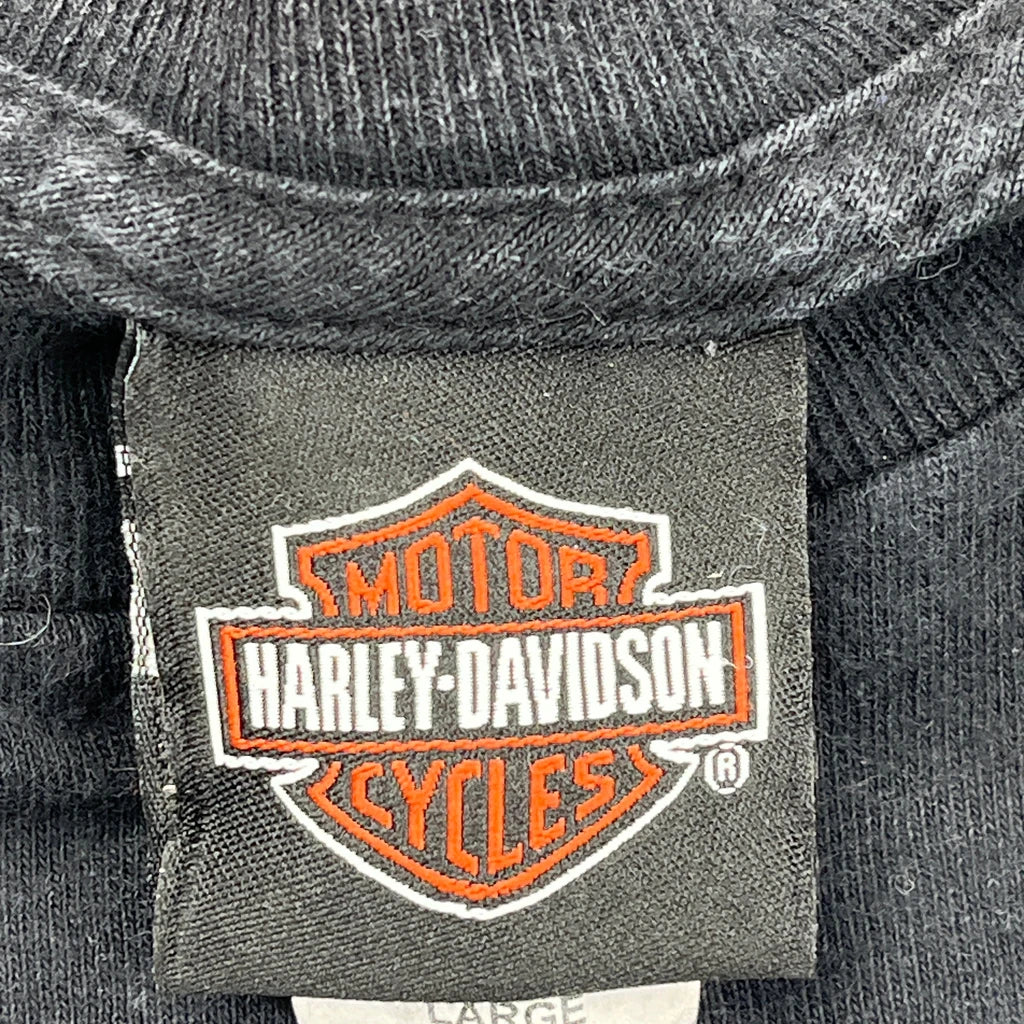 MOTOR
HARLEY-DAVIDSON
CYCLES
®
LARGE